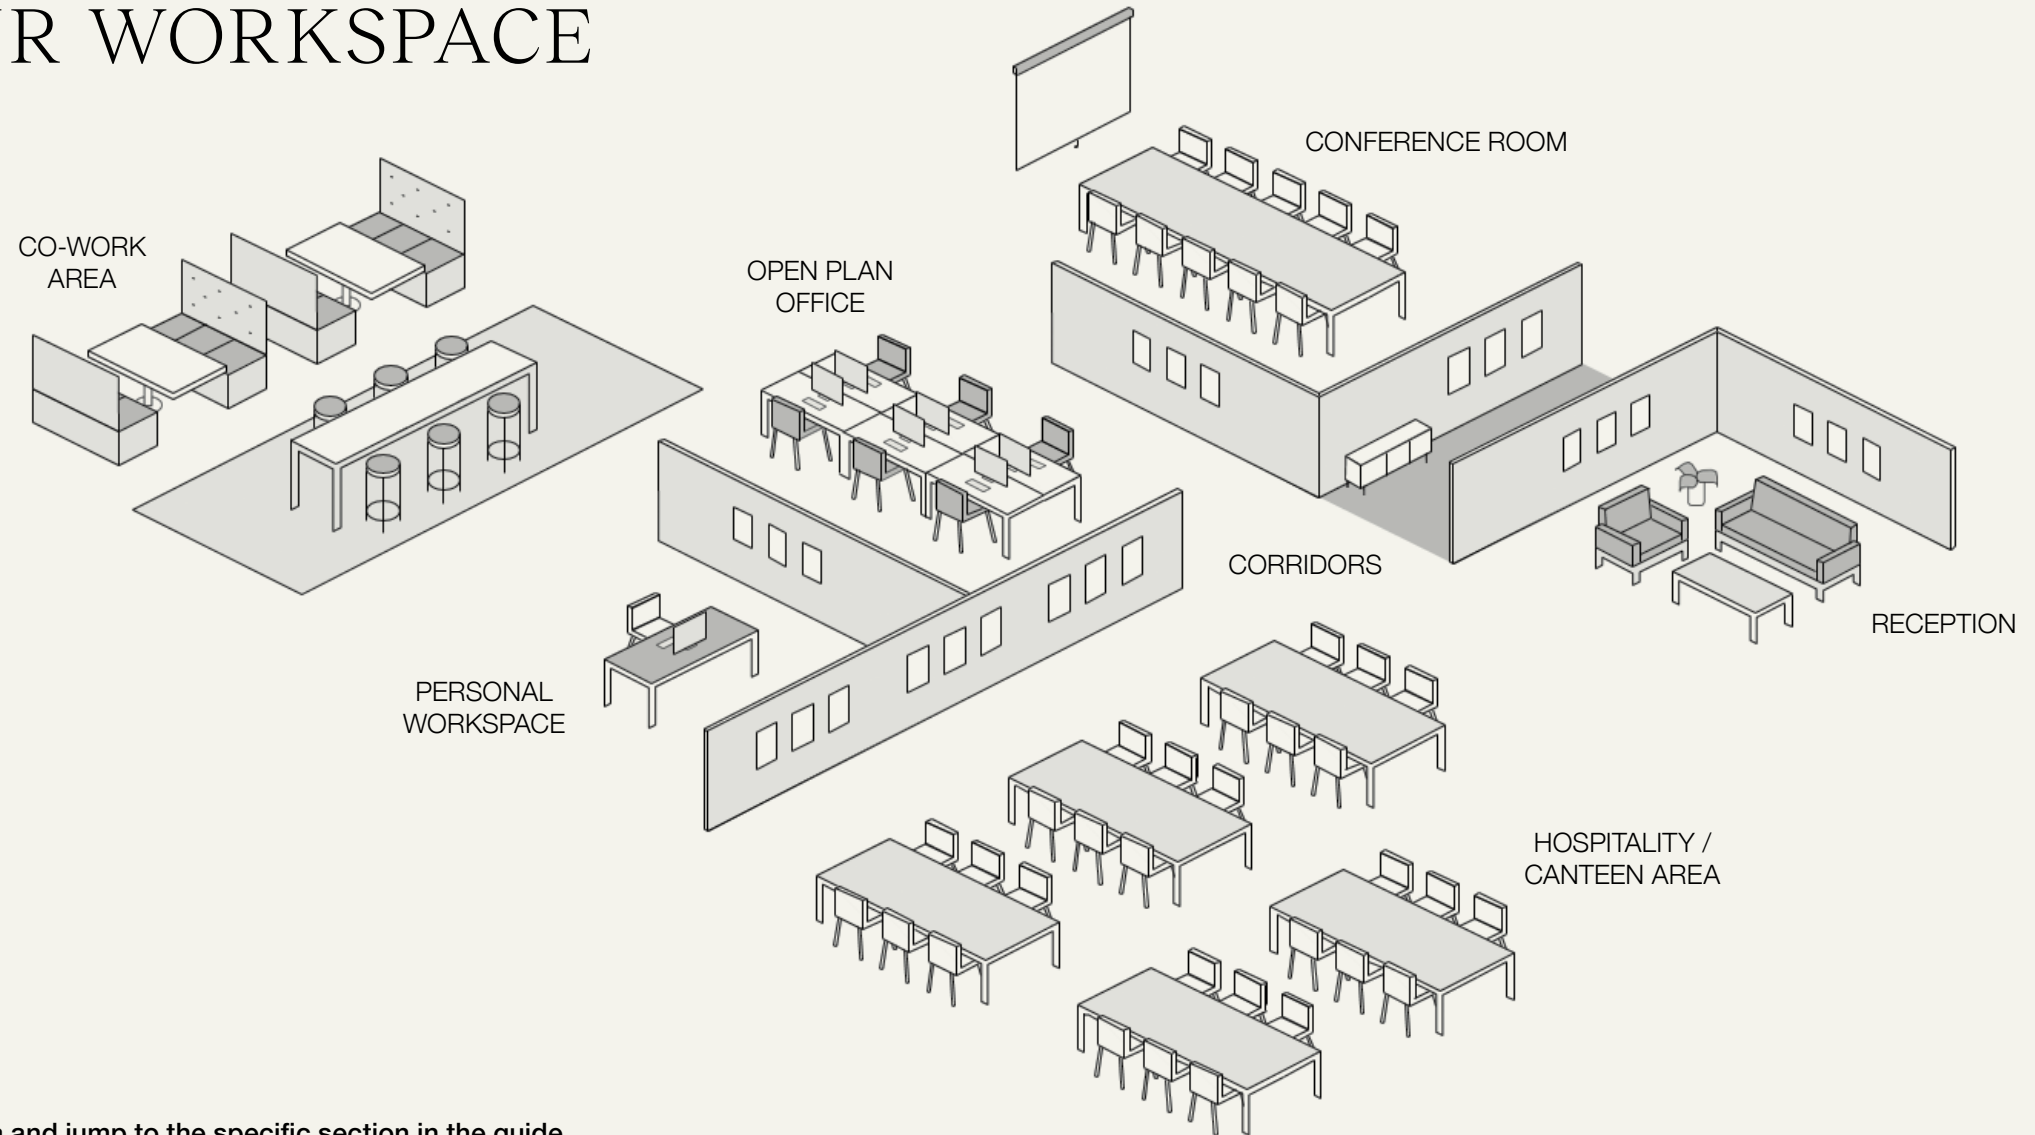 R WORKSPACE
CONFERENCE ROOM
CO-WORK
AREA
OPEN PLAN
OFFICE
CORRIDORS
RECEPTION
PERSONAL
WORKSPACE
HOSPITALITY /
CANTEEN AREA
and jump to the specific section in the guide